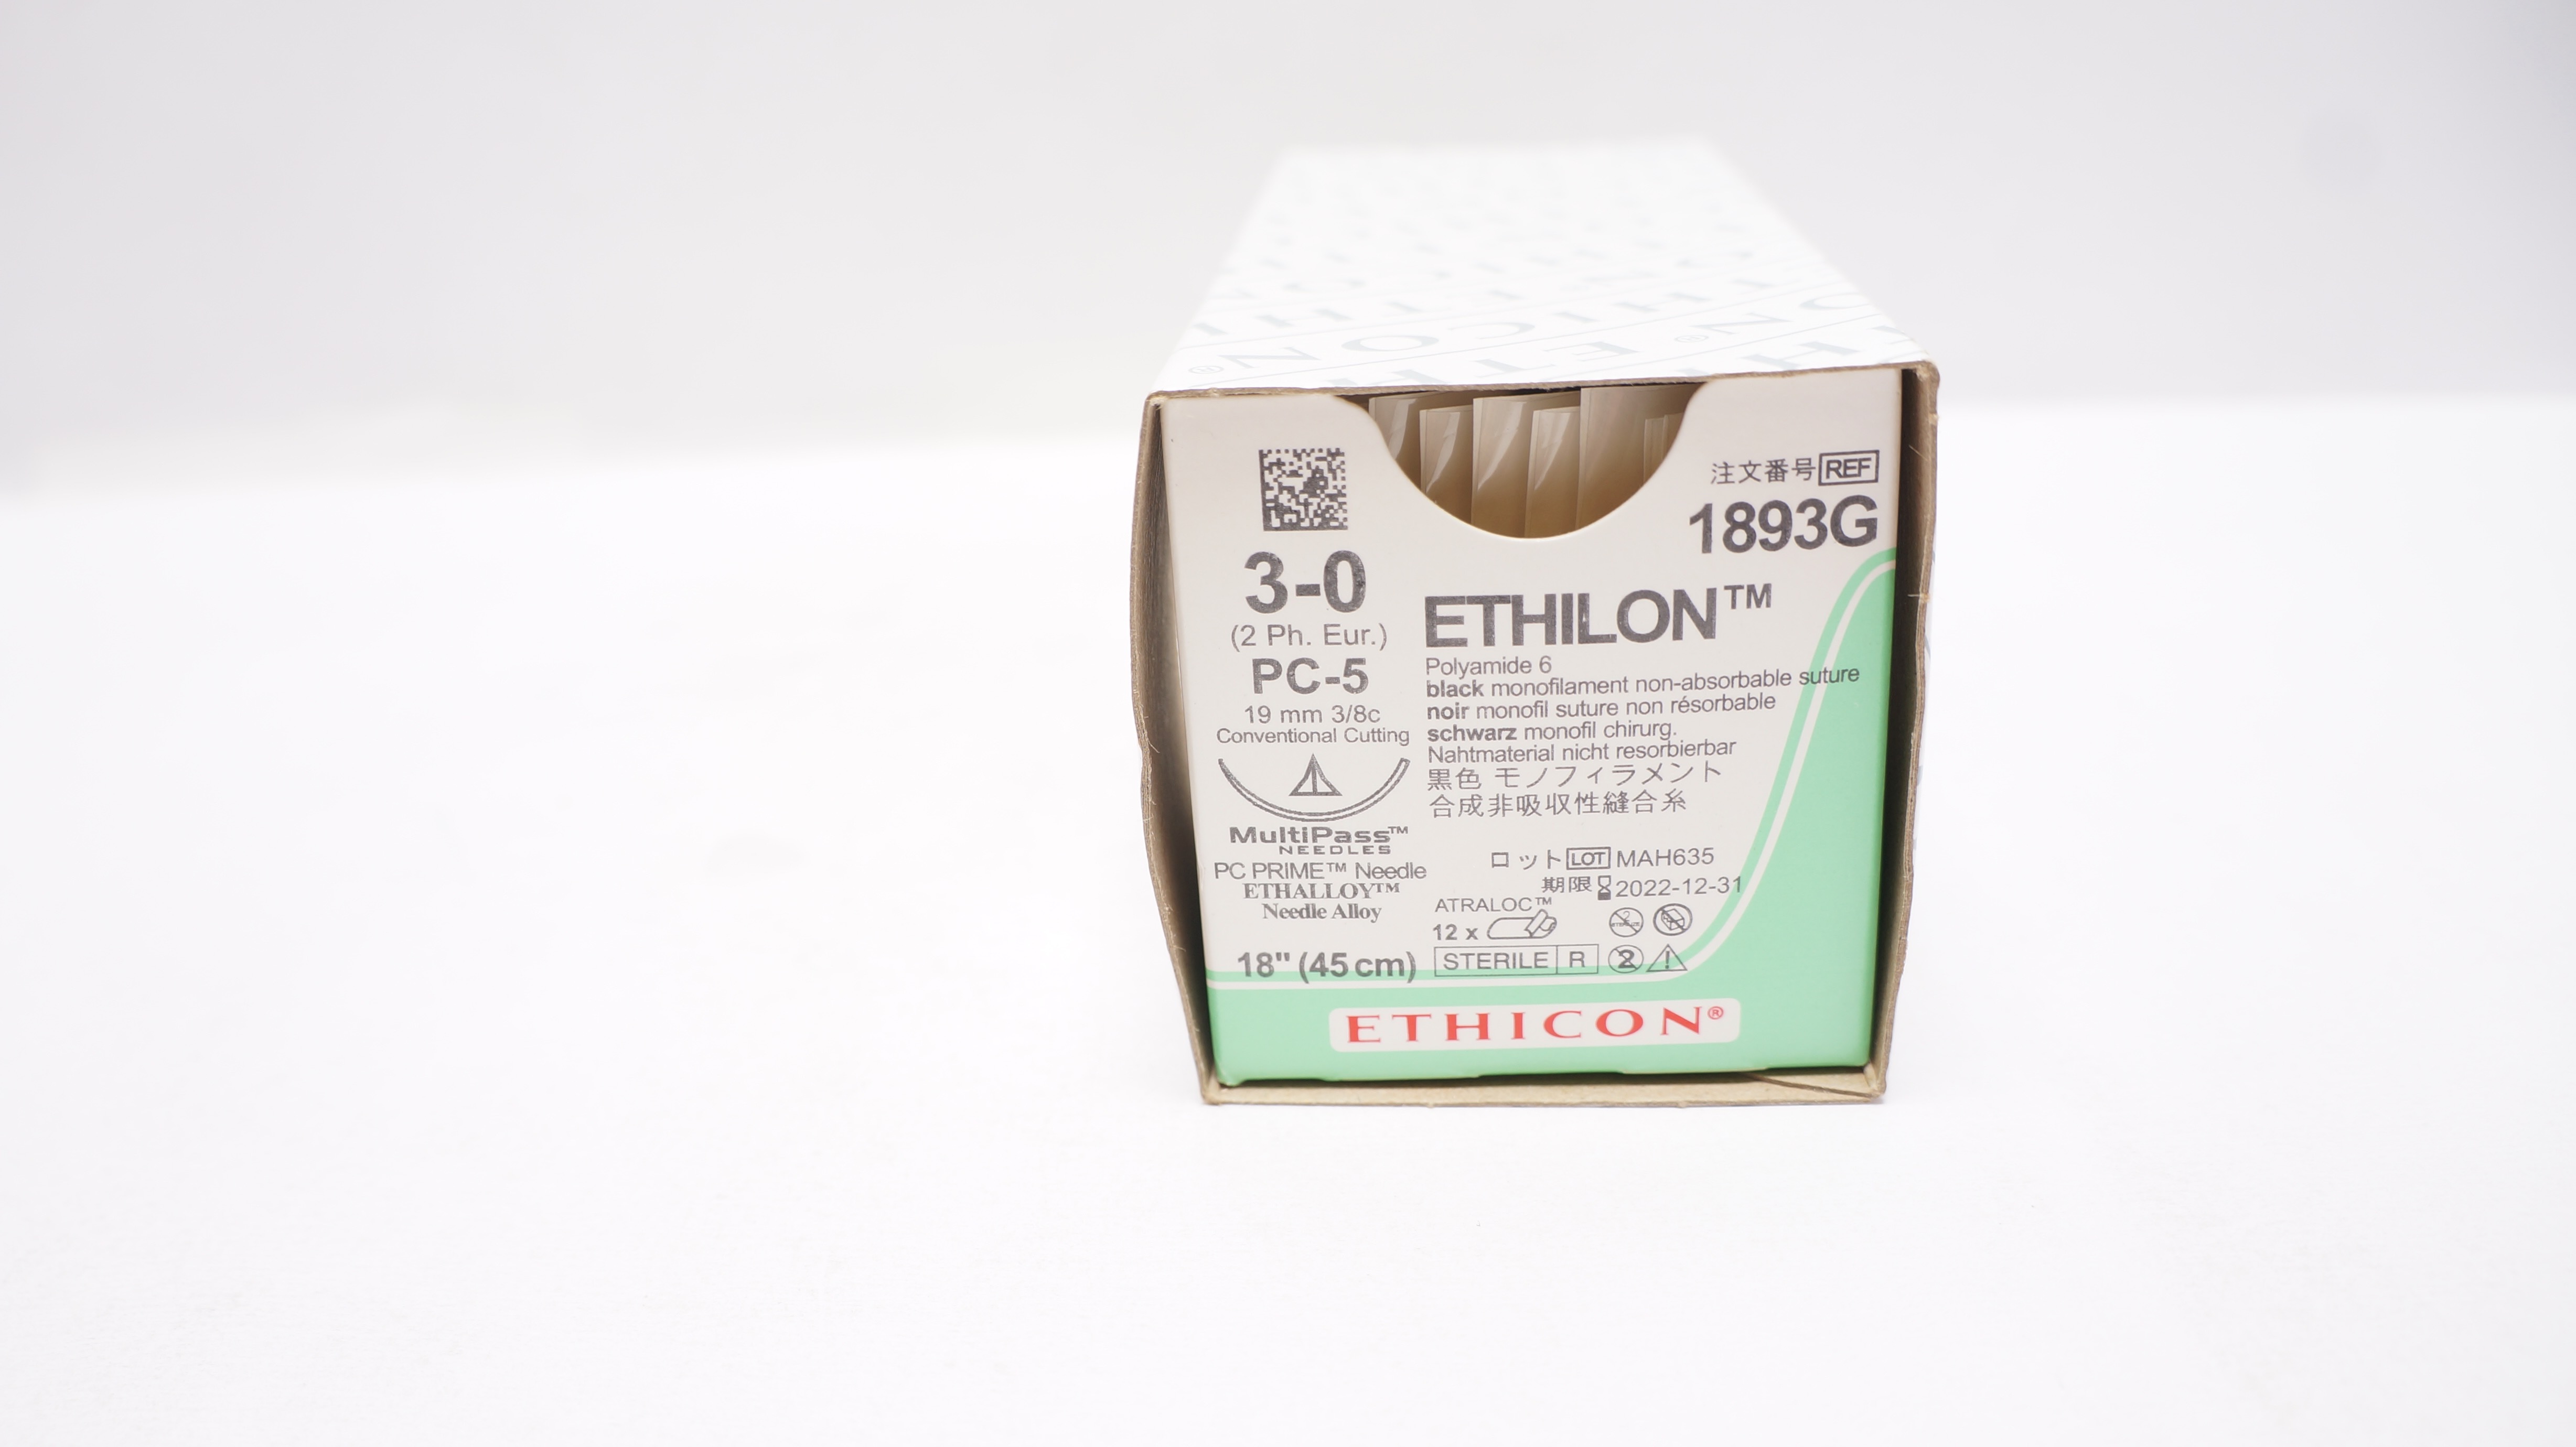 ETHICON®
ETH
3-0
(2 Ph. Eur.)
PC-5
19 mm 3/8c
Conventional Cutting
MultiPass™
NEEDLES
PC PRIME™ Needle
ETHALLOY™
Needle Alloy
18" (45 cm)
注文番号 REF
1893G
ETHILON™
Polyamide 6
black monofilament non-absorbable suture
noir monofil suture non résorbable
schwarz monofil chirurg.
Nahtmaterial nicht resorbierbar
黒色 モノフィラメント
合成非吸収性縫合糸
ロット LOT MAH635
期限 2022-12-31
ATRALOC™
12 x
STERILE R
2
ETHICON®